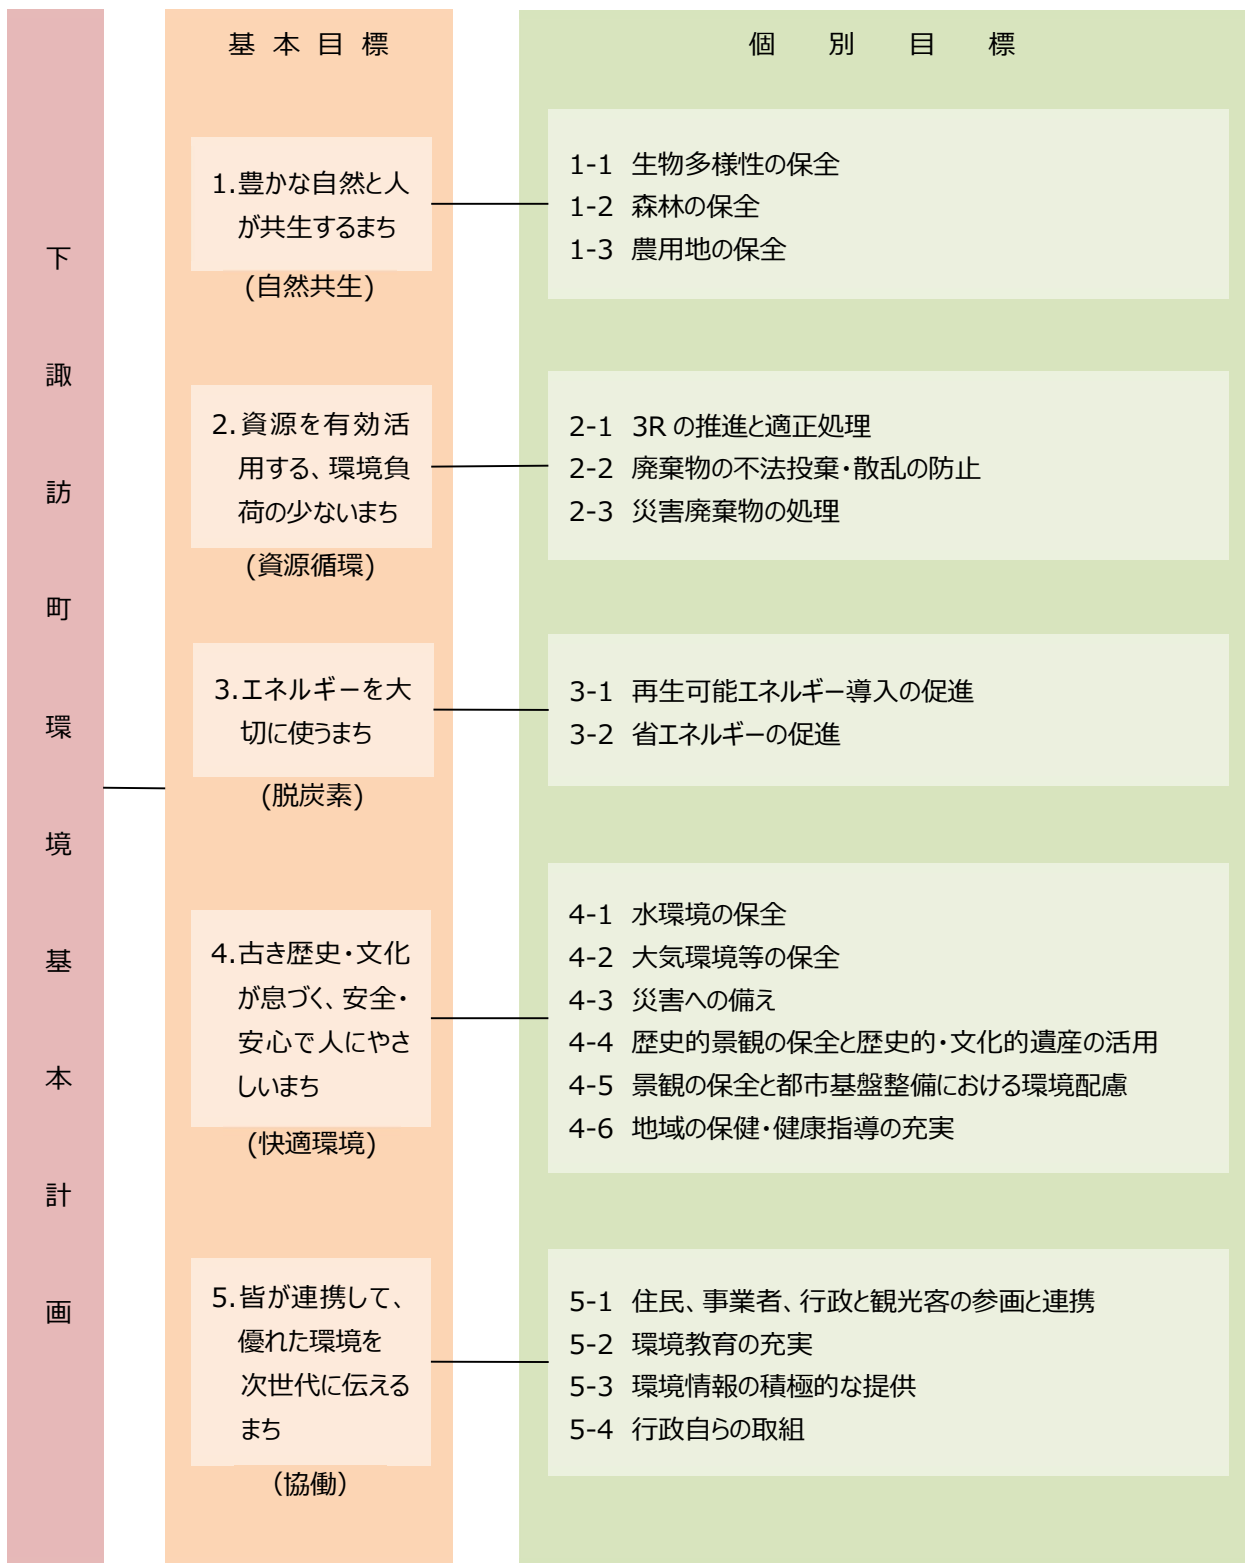 下諏訪町環境基本計画
基本目標
個別目標
1.豊かな自然と人
が共生するまち
(自然共生)
1-1 生物多様性の保全
1-2 森林の保全
1-3 農用地の保全
2.資源を有効活
用する、環境負
荷の少ないまち
(資源循環)
2-1 3Rの推進と適正処理
2-2 廃棄物の不法投棄・散乱の防止
2-3 災害廃棄物の処理
3.エネルギーを大
切に使うまち
(脱炭素)
3-1 再生可能エネルギー導入の促進
3-2 省エネルギーの促進
4.古き歴史・文化
が息づく、安全・
安心で人にやさ
しいまち
(快適環境)
4-1 水環境の保全
4-2 大気環境等の保全
4-3 災害への備え
4-4 歴史的景観の保全と歴史的・文化的遺産の活用
4-5 景観の保全と都市基盤整備における環境配慮
4-6 地域の保健・健康指導の充実
5.皆が連携して、
優れた環境を
次世代に伝える
まち
(協働)
5-1 住民、事業者、行政と観光客の参画と連携
5-2 環境教育の充実
5-3 環境情報の積極的な提供
5-4 行政自らの取組